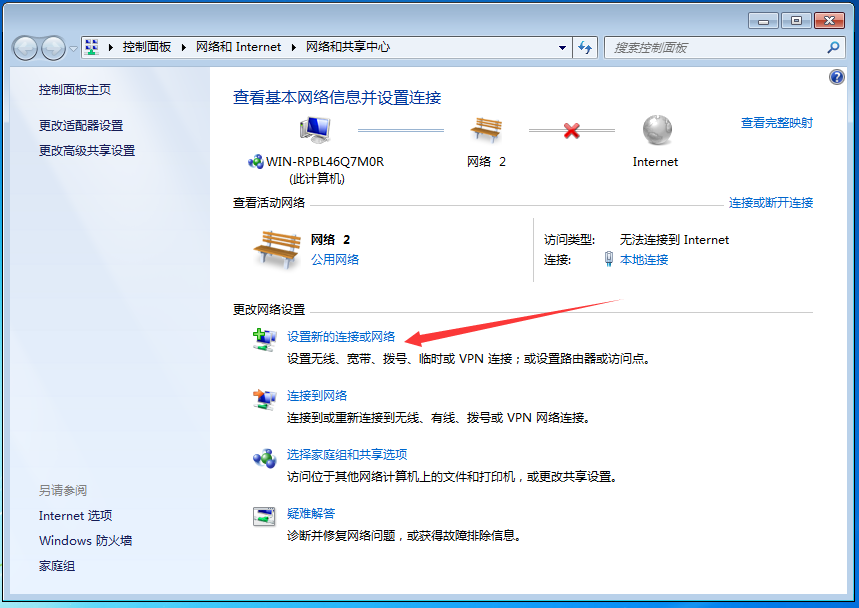 控制面板 ▸ 网络和 Internet ▸ 网络和共享中心
搜索控制面板
控制面板主页
更改适配器设置
更改高级共享设置
查看基本网络信息并设置连接
查看完整映射
WIN-RPBL46Q7M0R
(此计算机)
网络 2
Internet
查看活动网络
连接或断开连接
网络 2
公用网络
访问类型: 无法连接到 Internet
连接: 本地连接
更改网络设置
设置新的连接或网络
设置无线、宽带、拨号、临时或 VPN 连接；或设置路由器或访问点。
连接到网络
连接到或重新连接到无线、有线、拨号或 VPN 网络连接。
选择家庭组和共享选项
访问位于其他网络计算机上的文件和打印机，或更改共享设置。
疑难解答
诊断并修复网络问题，或获得故障排除信息。
另请参阅
Internet 选项
Windows 防火墙
家庭组